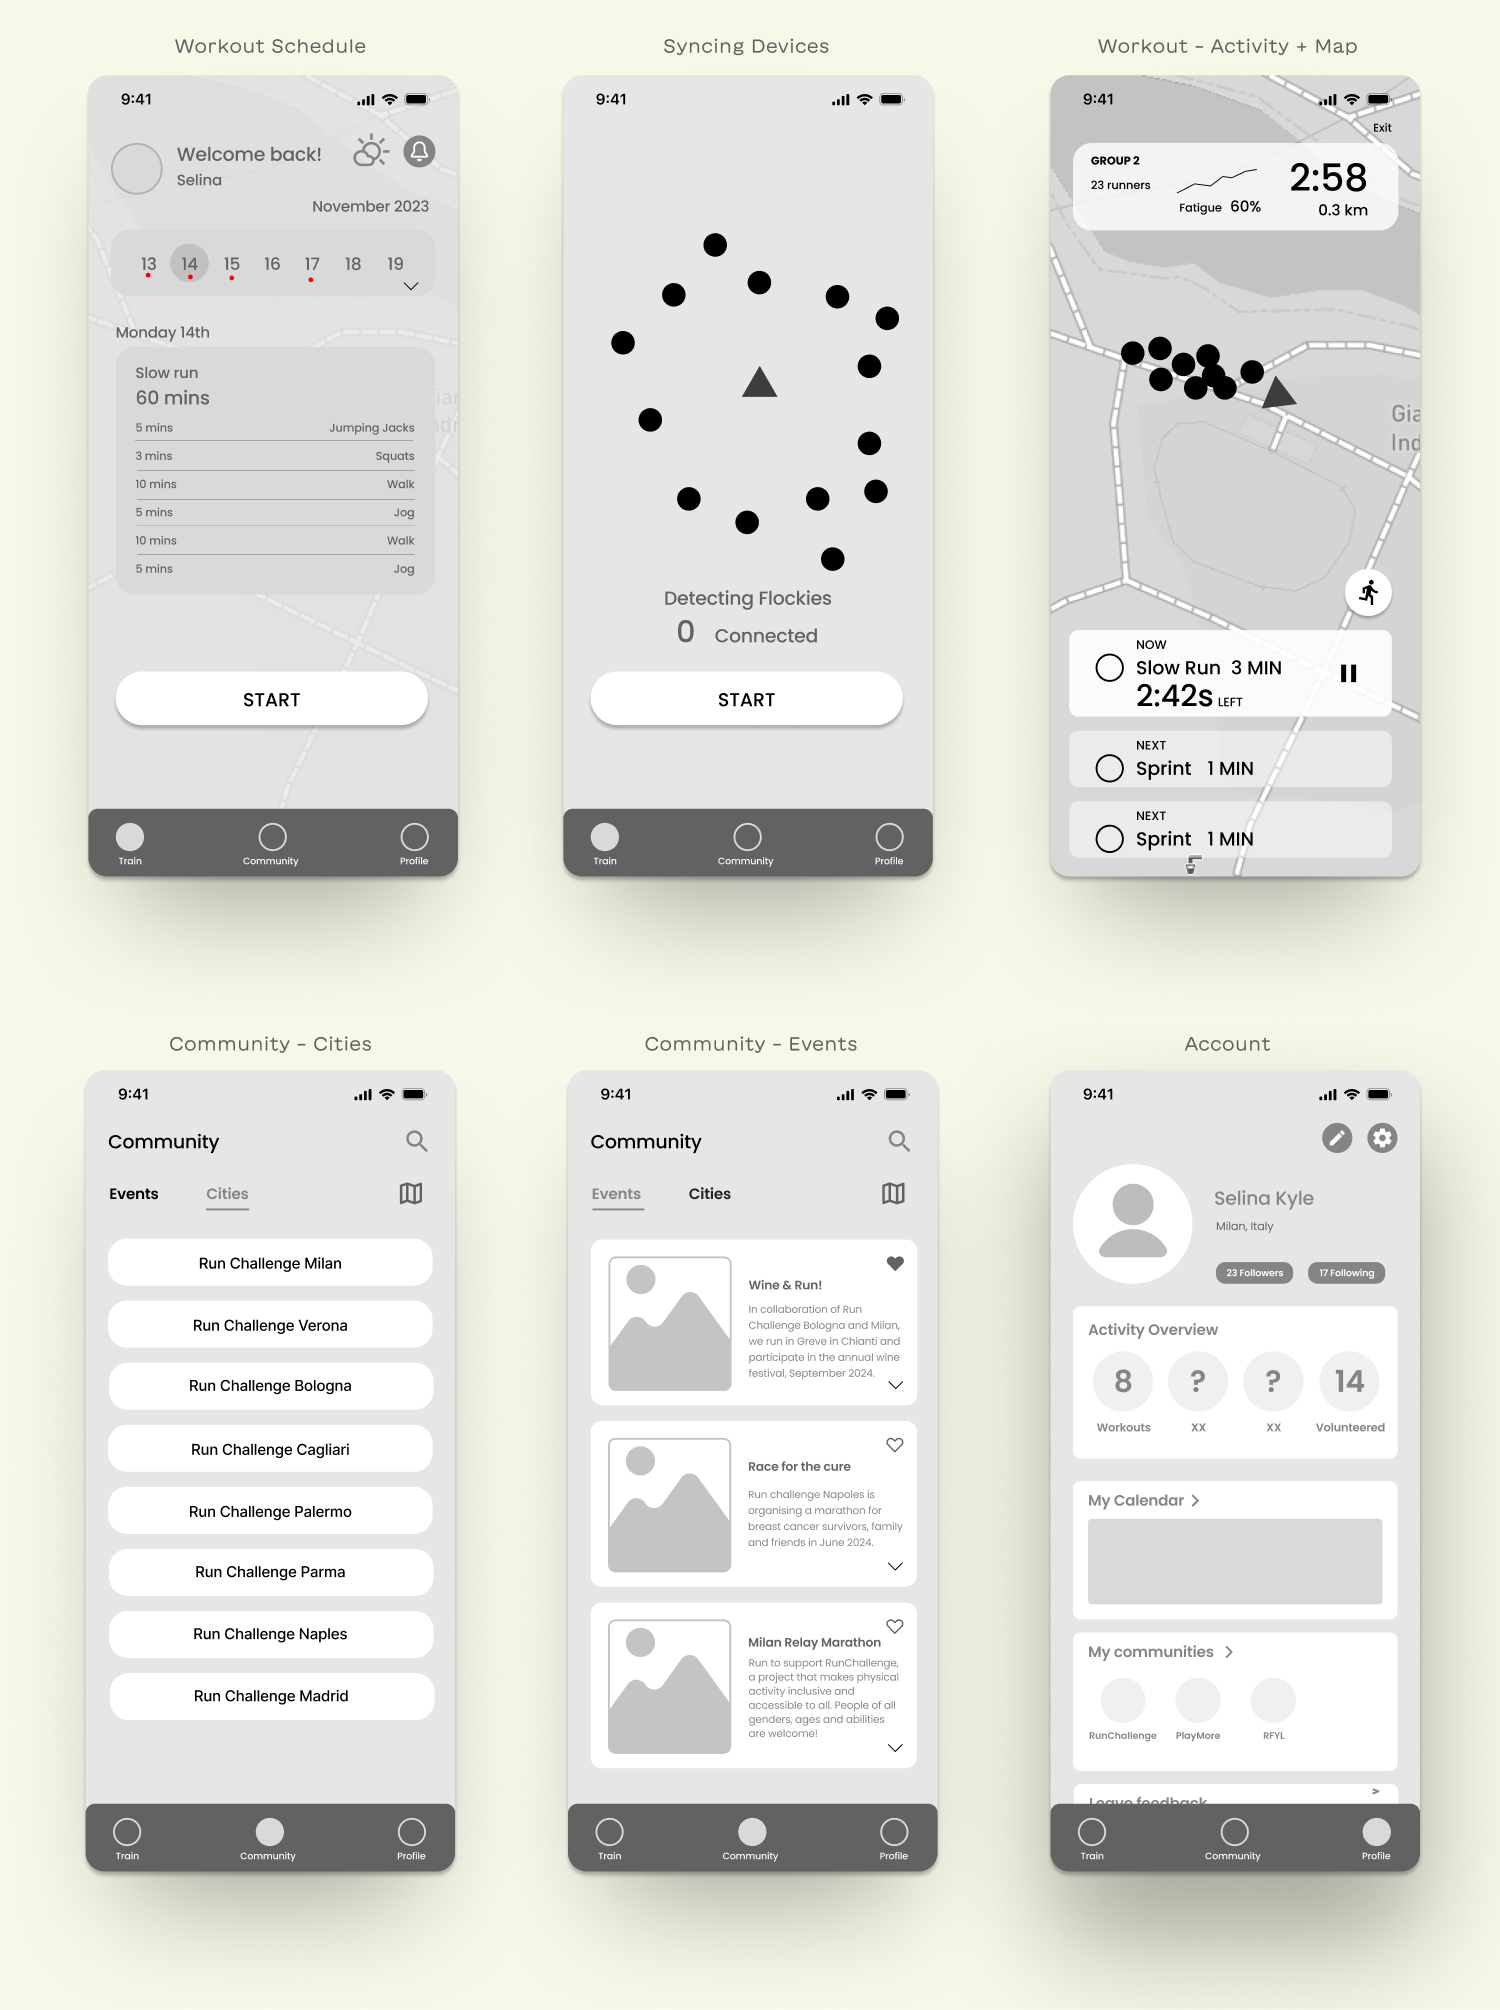 Workout Schedule
9:41
Welcome back!
Selina
November 2023
13 14 15 16 17 18 19
Monday 14th
Slow run
60 mins
5 mins Jumping Jacks
3 mins Squats
10 mins Walk
5 mins Jog
10 mins Walk
5 mins Jog
START
Train Community Profile
Syncing Devices
9:41
Detecting Flockies
0 Connected
START
Train Community Profile
Workout - Activity + Map
9:41
Exit
GROUP 2
23 runners
Fatigue 60%
2:58
0.3 km
Gia
Ind
NOW
Slow Run 3 MIN
2:42s LEFT
NEXT
Sprint 1 MIN
NEXT
Sprint 1 MIN
Community - Cities
9:41
Community
Events Cities
Run Challenge Milan
Run Challenge Verona
Run Challenge Bologna
Run Challenge Cagliari
Run Challenge Palermo
Run Challenge Parma
Run Challenge Naples
Run Challenge Madrid
Train Community Profile
Community - Events
9:41
Community
Events Cities
Wine & Run!
In collaboration of Run
Challenge Bologna and Milan,
we run in Greve in Chianti and
participate in the annual wine
festival, September 2024.
Race for the cure
Run challenge Napoles is
organising a marathon for
breast cancer survivors, family
and friends in June 2024.
Milan Relay Marathon
Run to support RunChallenge,
a project that makes physical
activity inclusive and
accessible to all. People of all
genders, ages and abilities
are welcome!
Train Community Profile
Account
9:41
Selina Kyle
Milan, Italy
23 Followers 17 Following
Activity Overview
8 ? ? 14
Workouts XX XX Volunteered
My Calendar >
My communities >
RunChallenge PlayMore RFYL
Leave feedback >
Train Community Profile